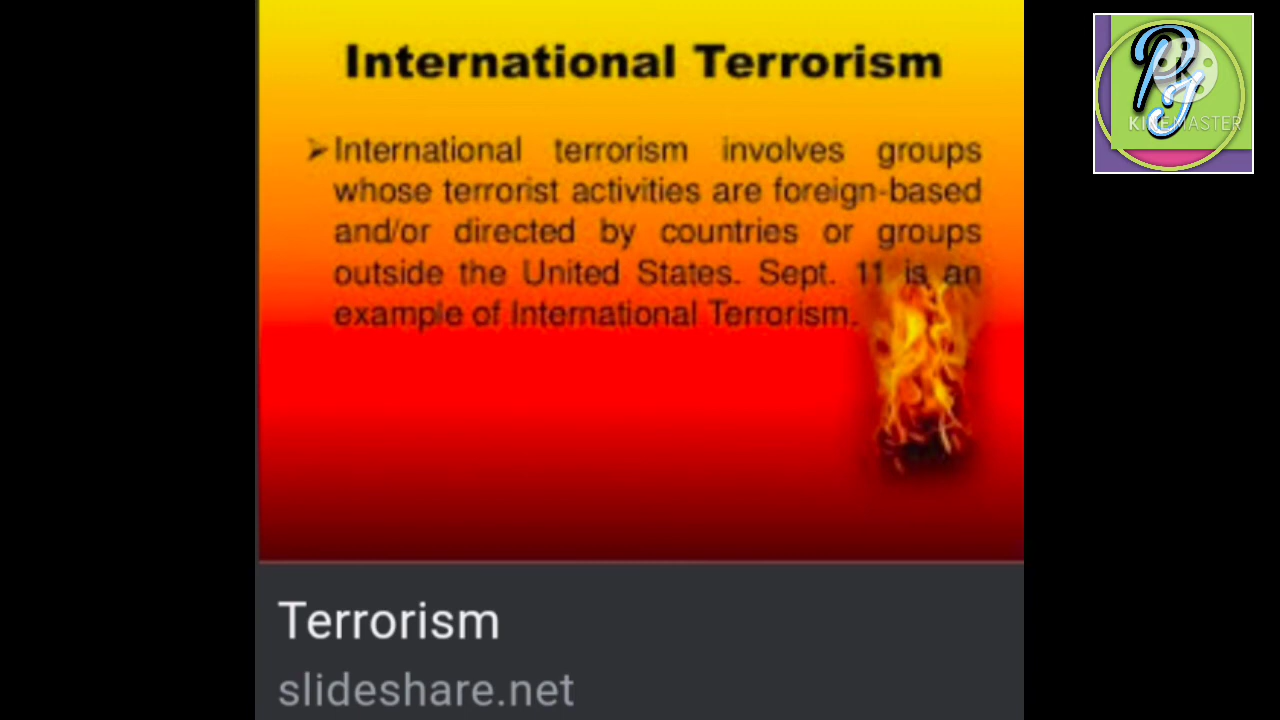 International Terrorism
➢International terrorism involves groups
whose terrorist activities are foreign-based
and/or directed by countries or groups
outside the United States. Sept. 11 is an
example of International Terrorism.
Terrorism
slideshare.net
Py
KINEMASTER